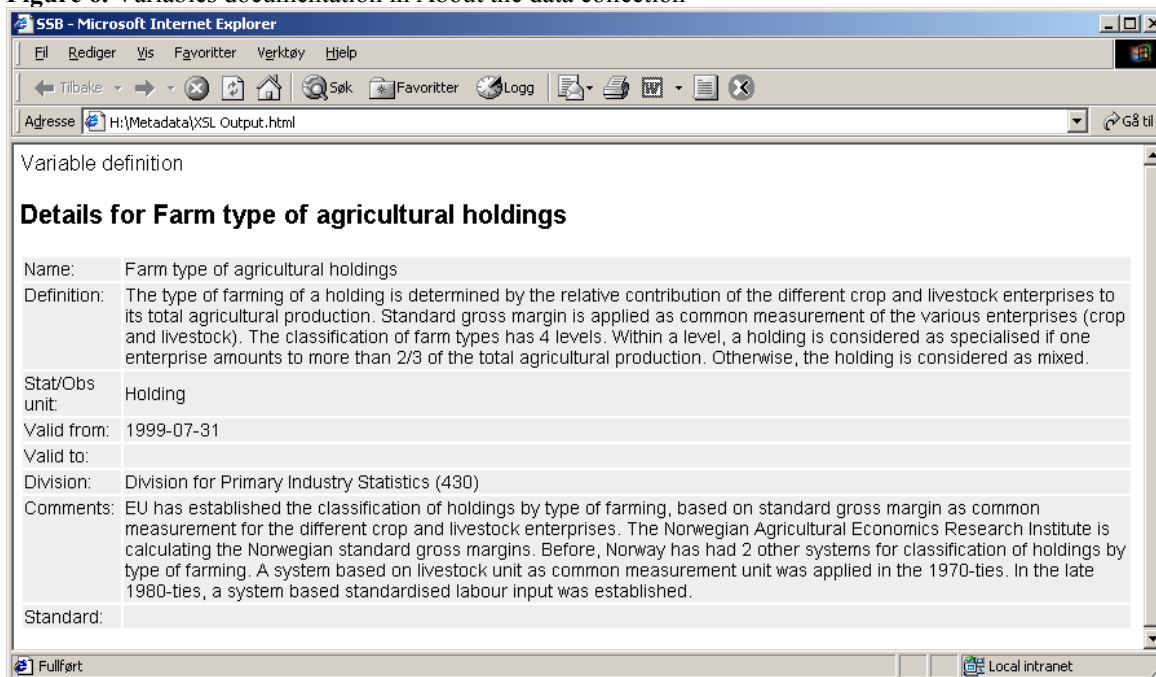 Figure 6. Variables documentation in About the data collection
SSB - Microsoft Internet Explorer
Fil Rediger Vis Favoritter Verktøy Hjelp
Tilbake Søk Favoritter Logg
Adresse H:\Metadata\XSL Output.html Gå til
Variable definition
Details for Farm type of agricultural holdings
Name: Farm type of agricultural holdings
Definition: The type of farming of a holding is determined by the relative contribution of the different crop and livestock enterprises to
its total agricultural production. Standard gross margin is applied as common measurement of the various enterprises (crop
and livestock). The classification of farm types has 4 levels. Within a level, a holding is considered as specialised if one
enterprise amounts to more than 2/3 of the total agricultural production. Otherwise, the holding is considered as mixed.
Stat/Obs
unit: Holding
Valid from: 1999-07-31
Valid to:
Division: Division for Primary Industry Statistics (430)
Comments: EU has established the classification of holdings by type of farming, based on standard gross margin as common
measurement for the different crop and livestock enterprises. The Norwegian Agricultural Economics Research Institute is
calculating the Norwegian standard gross margins. Before, Norway has had 2 other systems for classification of holdings by
type of farming. A system based on livestock unit as common measurement unit was applied in the 1970-ties. In the late
1980-ties, a system based standardised labour input was established.
Standard:
Fullført Local intranet